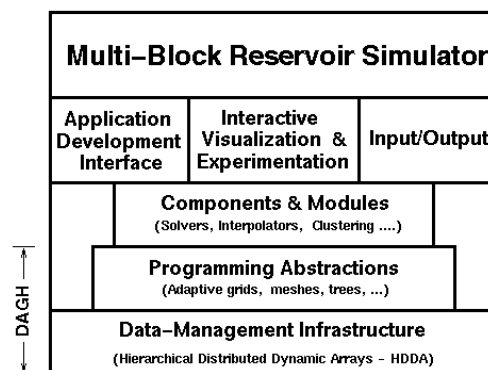 Multi-Block Reservoir Simulator
Application
Development
Interface
Interactive
Visualization &
Experimentation
Input/Output
Components & Modules
(Solvers, Interpolators, Clustering ....)
Programming Abstractions
(Adaptive grids, meshes, trees, ...)
Data-Management Infrastructure
(Hierarchical Distributed Dynamic Arrays - HDDA)
DAGH